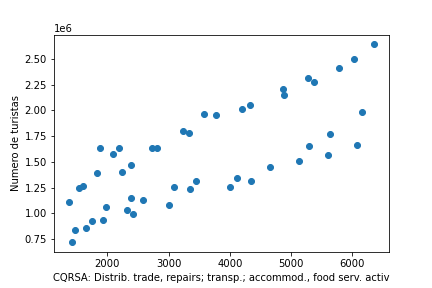 1e6
2.50
2.25
2.00
1.75
1.50
1.25
1.00
0.75
Numero de turistas
2000 3000 4000 5000 6000
CQRSA: Distrib. trade, repairs; transp.; accommod., food serv. activ